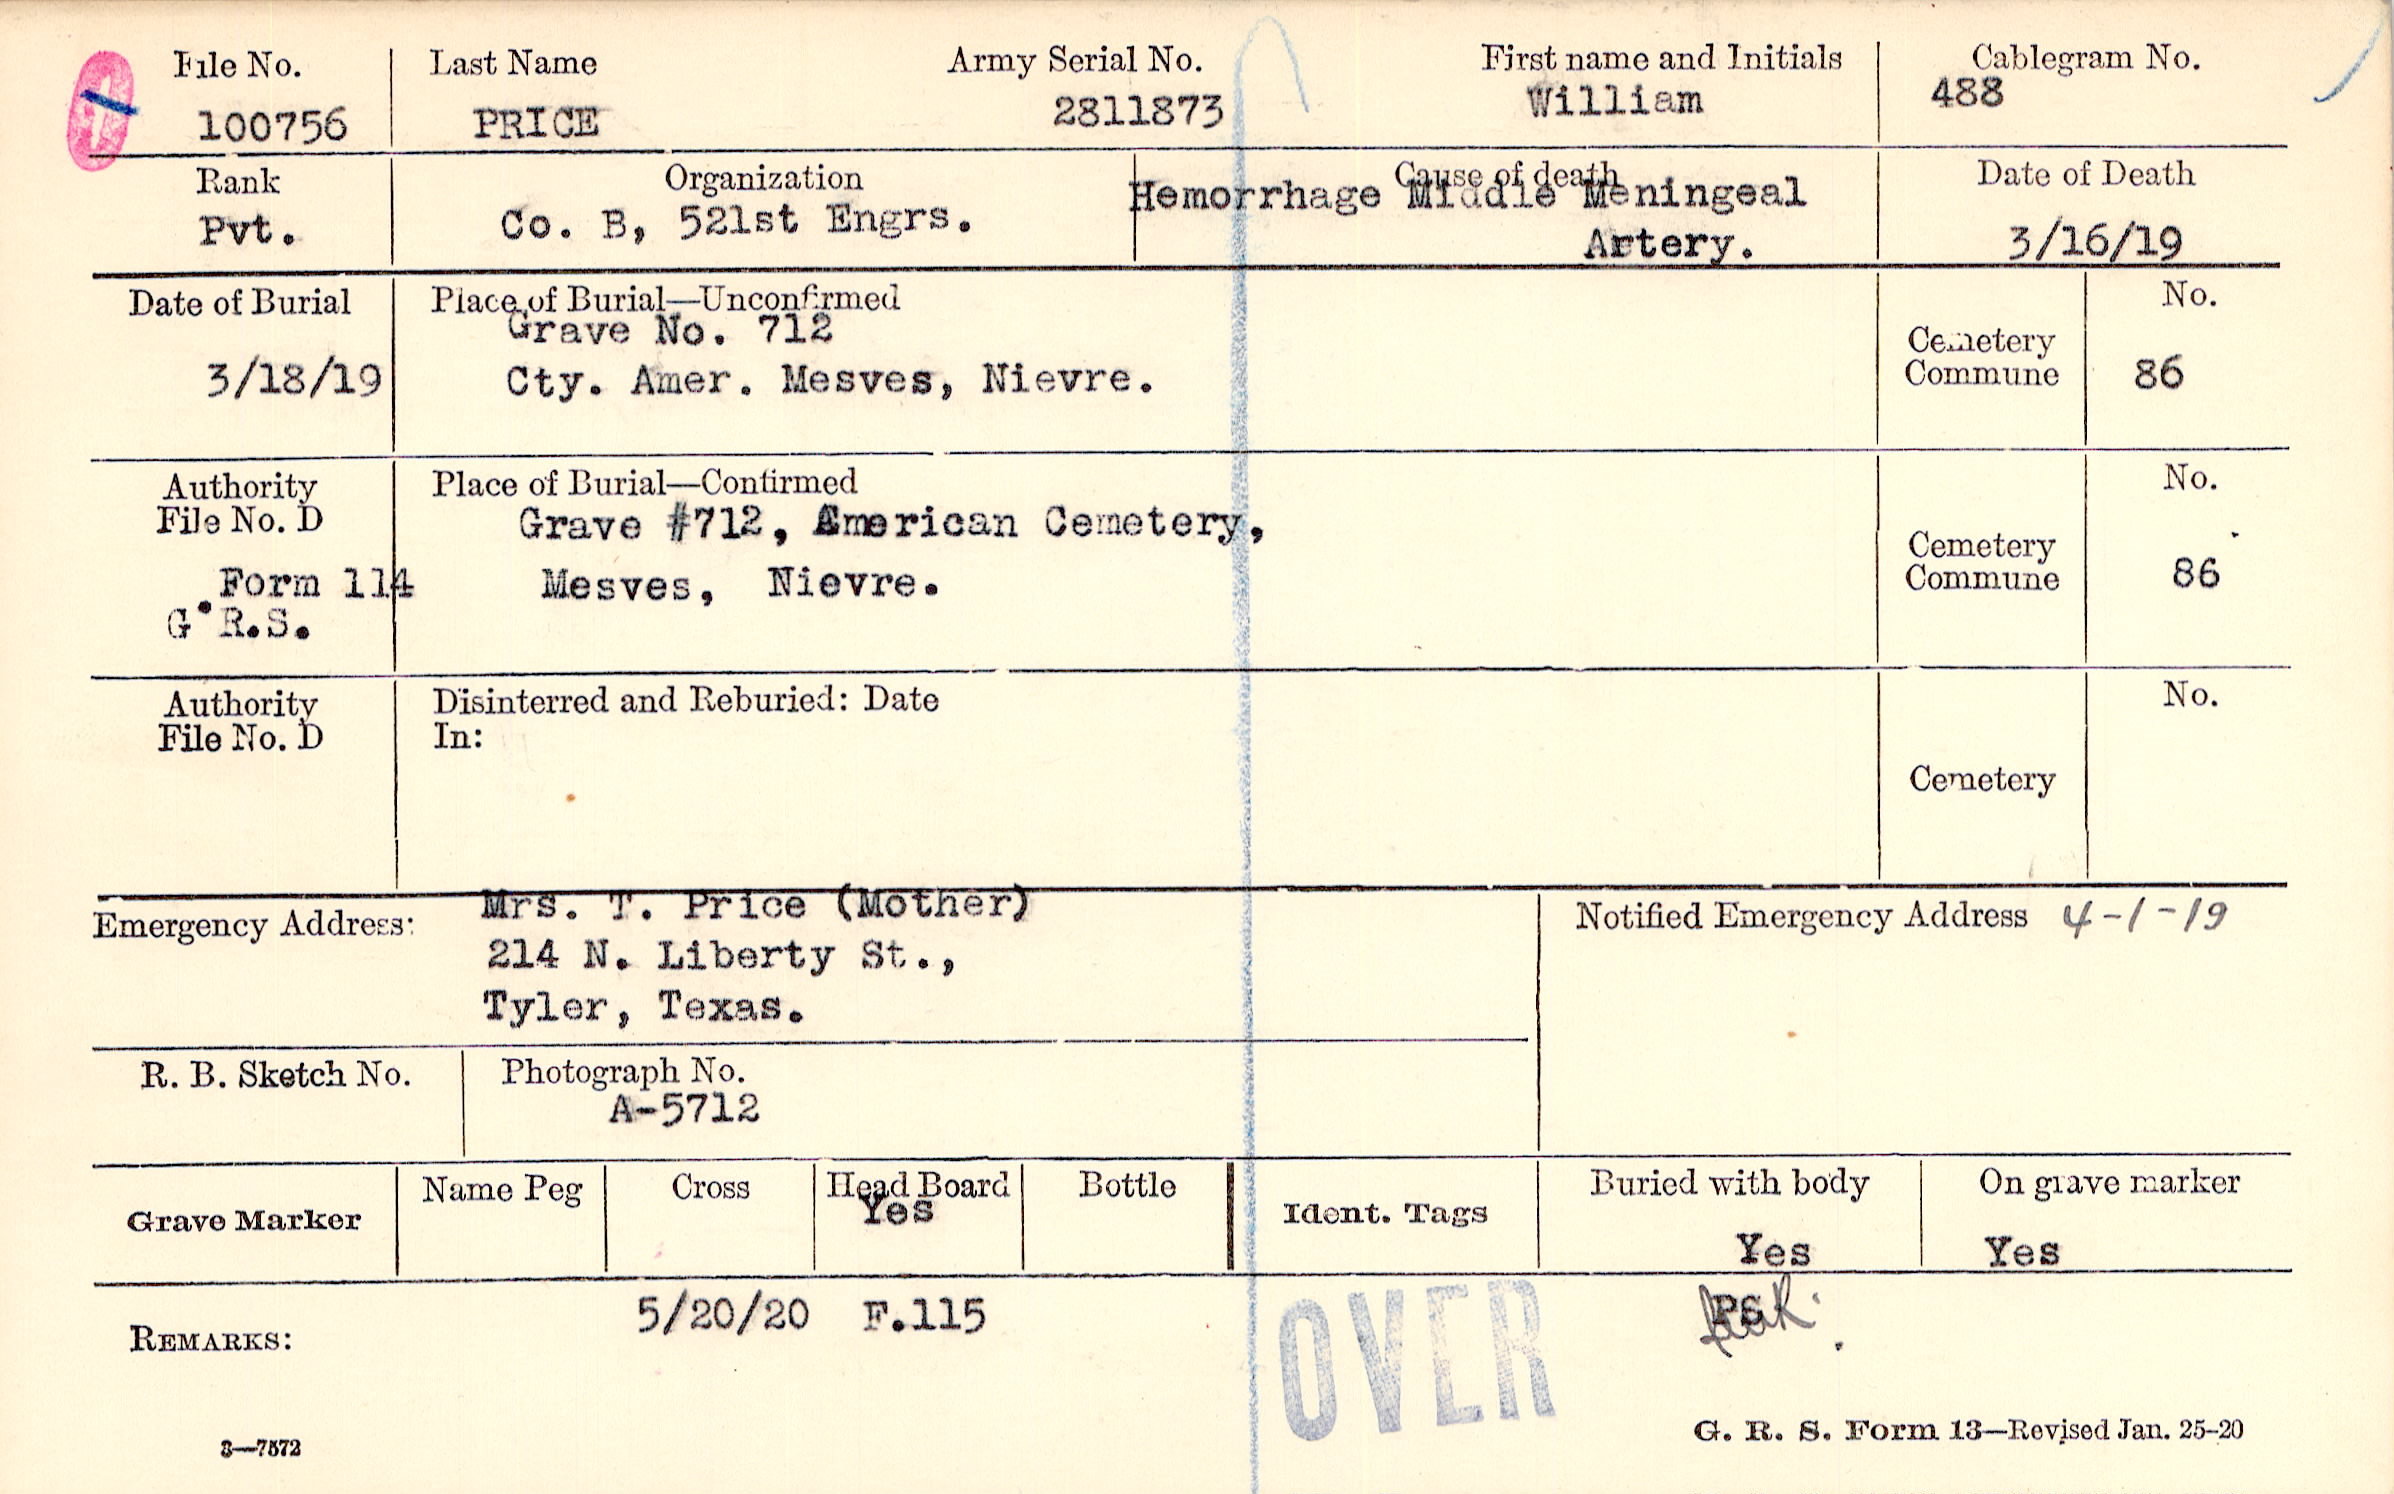 File No. Last Name Army Serial No. First name and Initials Cablegram No.
100756 PRICE 2811873 William 488
Rank Organization Cause of death Date of Death
Pvt. Co. B, 521st Engrs. Hemorrhage Middle Meningeal
Artery. 3/16/19
Date of Burial Place of Burial—Unconfirmed No.
Grave No. 712
3/18/19 Cty. Amer. Mesves, Nievre. Cemetery
Commune 86
Authority Place of Burial—Confirmed No.
File No. D Grave #712, American Cemetery,
Form 114 Mesves, Nievre. Cemetery
Commune 86
G.R.S.
Authority Disinterred and Reburied: Date No.
File No. D In:
Cemetery
Emergency Address: Mrs. T. Price (Mother) Notified Emergency Address 4-1-19
214 N. Liberty St.,
Tyler, Texas.
R. B. Sketch No. Photograph No.
A-5712
Grave Marker Name Peg Cross Head Board Bottle Ident. Tags Buried with body On grave marker
Yes Yes Yes
REMARKS: 5/20/20 F.115 PS
OVER
3—7572 G. R. S. Form 13—Revised Jan. 25-20